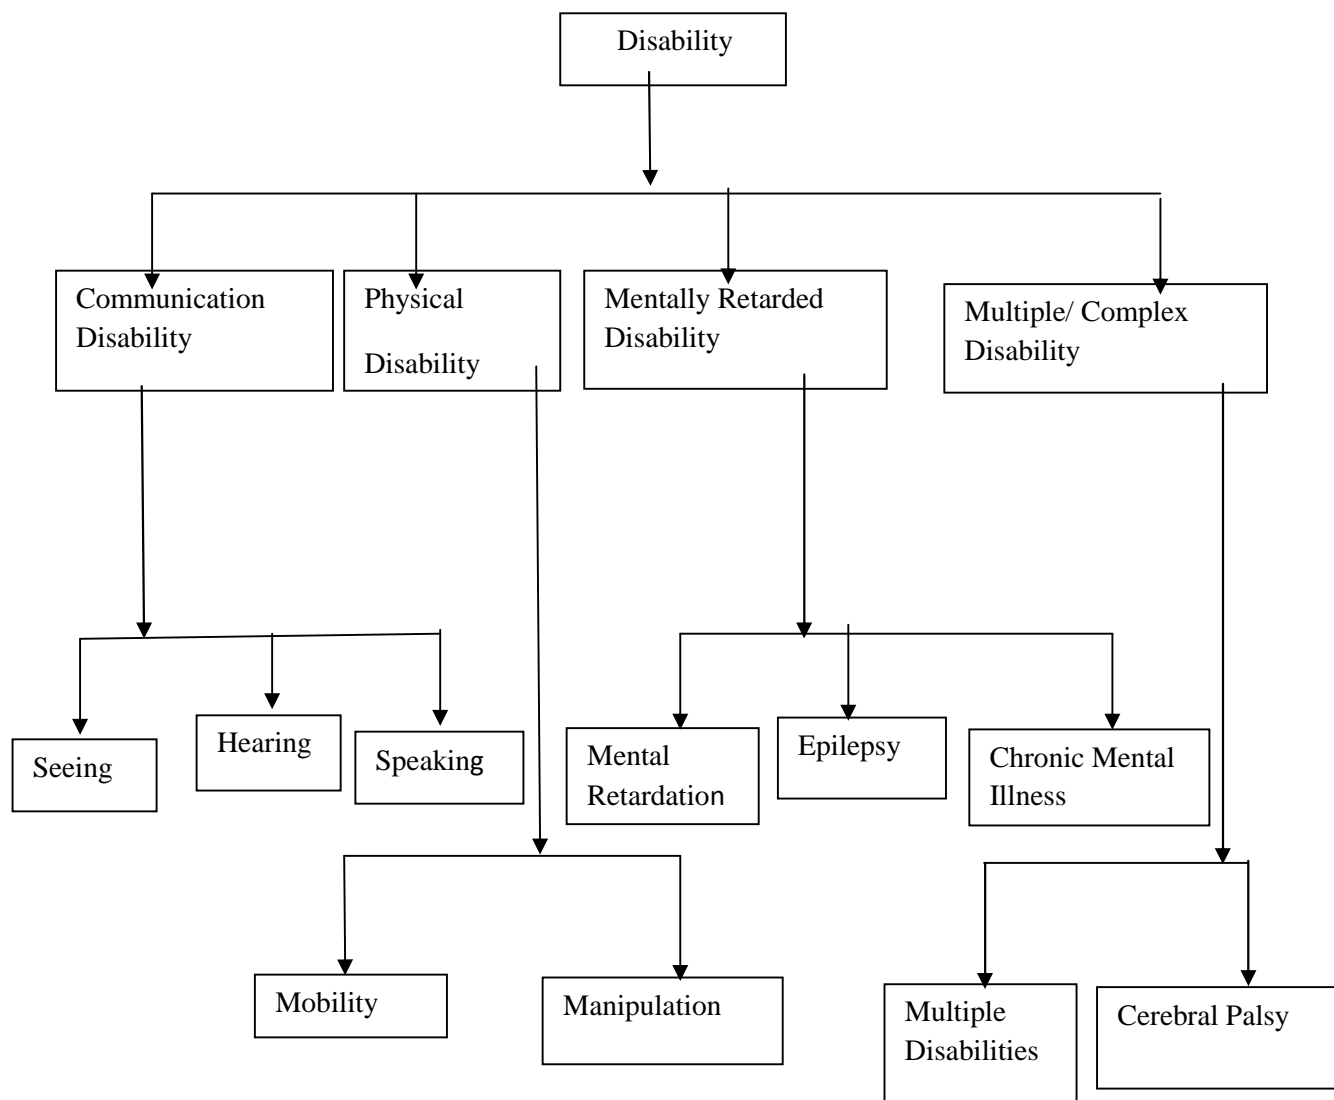 Disability
Communication
Disability
Physical
Disability
Mentally Retarded
Disability
Multiple/ Complex
Disability
Seeing
Hearing
Speaking
Mental
Retardation
Epilepsy
Chronic Mental
Illness
Mobility
Manipulation
Multiple
Disabilities
Cerebral Palsy